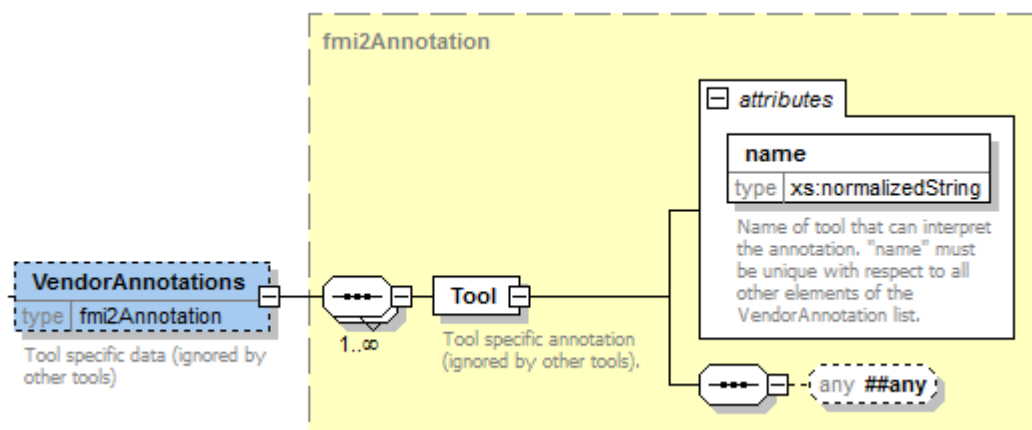 fmi2Annotation
attributes
name
type xs:normalizedString
Name of tool that can interpret
the annotation. "name" must
be unique with respect to all
other elements of the
VendorAnnotation list.
VendorAnnotations
type fmi2Annotation
Tool specific data (ignored by
other tools)
1..∞
Tool
Tool specific annotation
(ignored by other tools).
any ##any